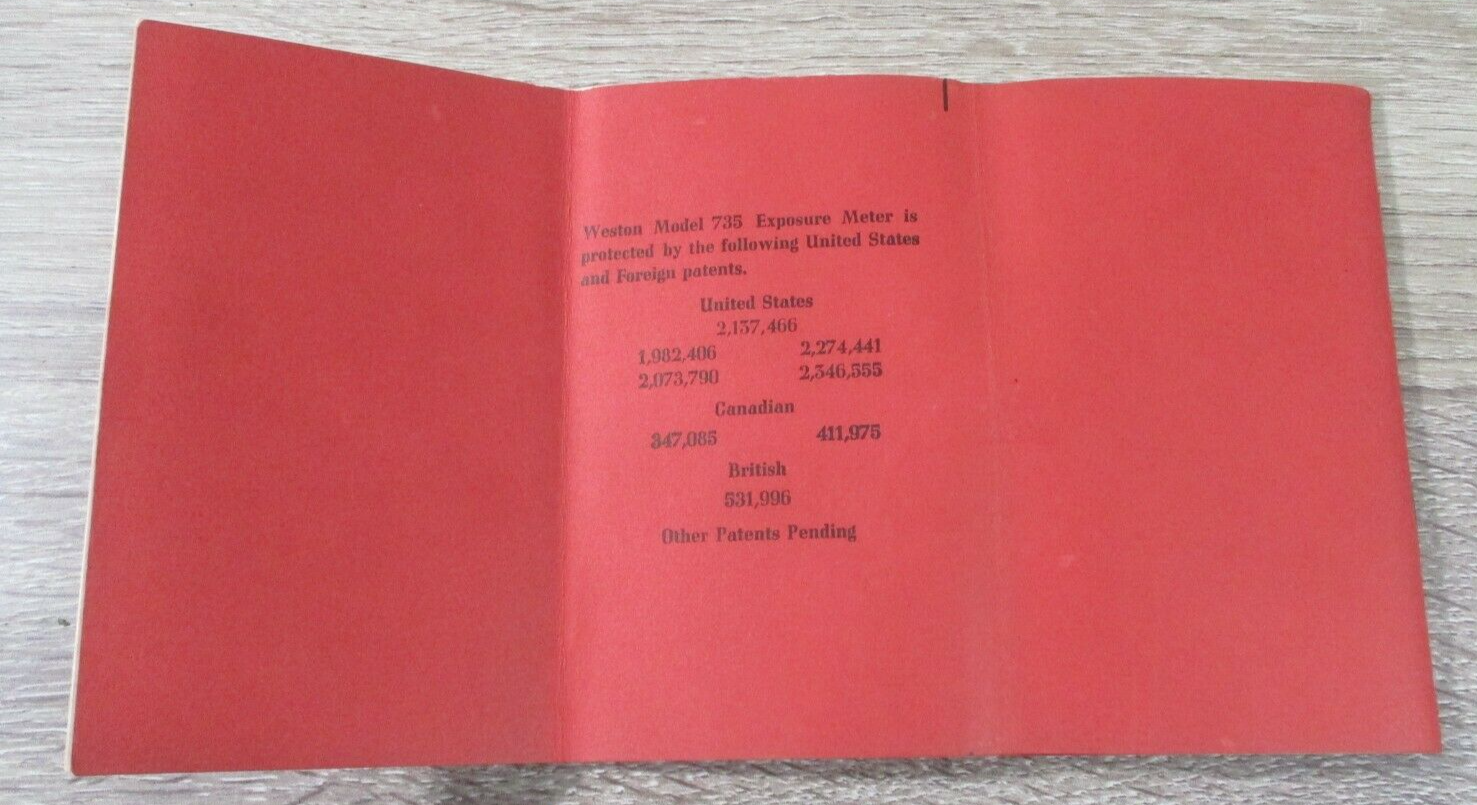 Weston Model 735 Exposure Meter is
protected by the following United States
and Foreign patents.
United States
2,137,466
1,982,406 2,274,441
2,073,790 2,346,555
Canadian
347,085 411,975
British
531,996
Other Patents Pending